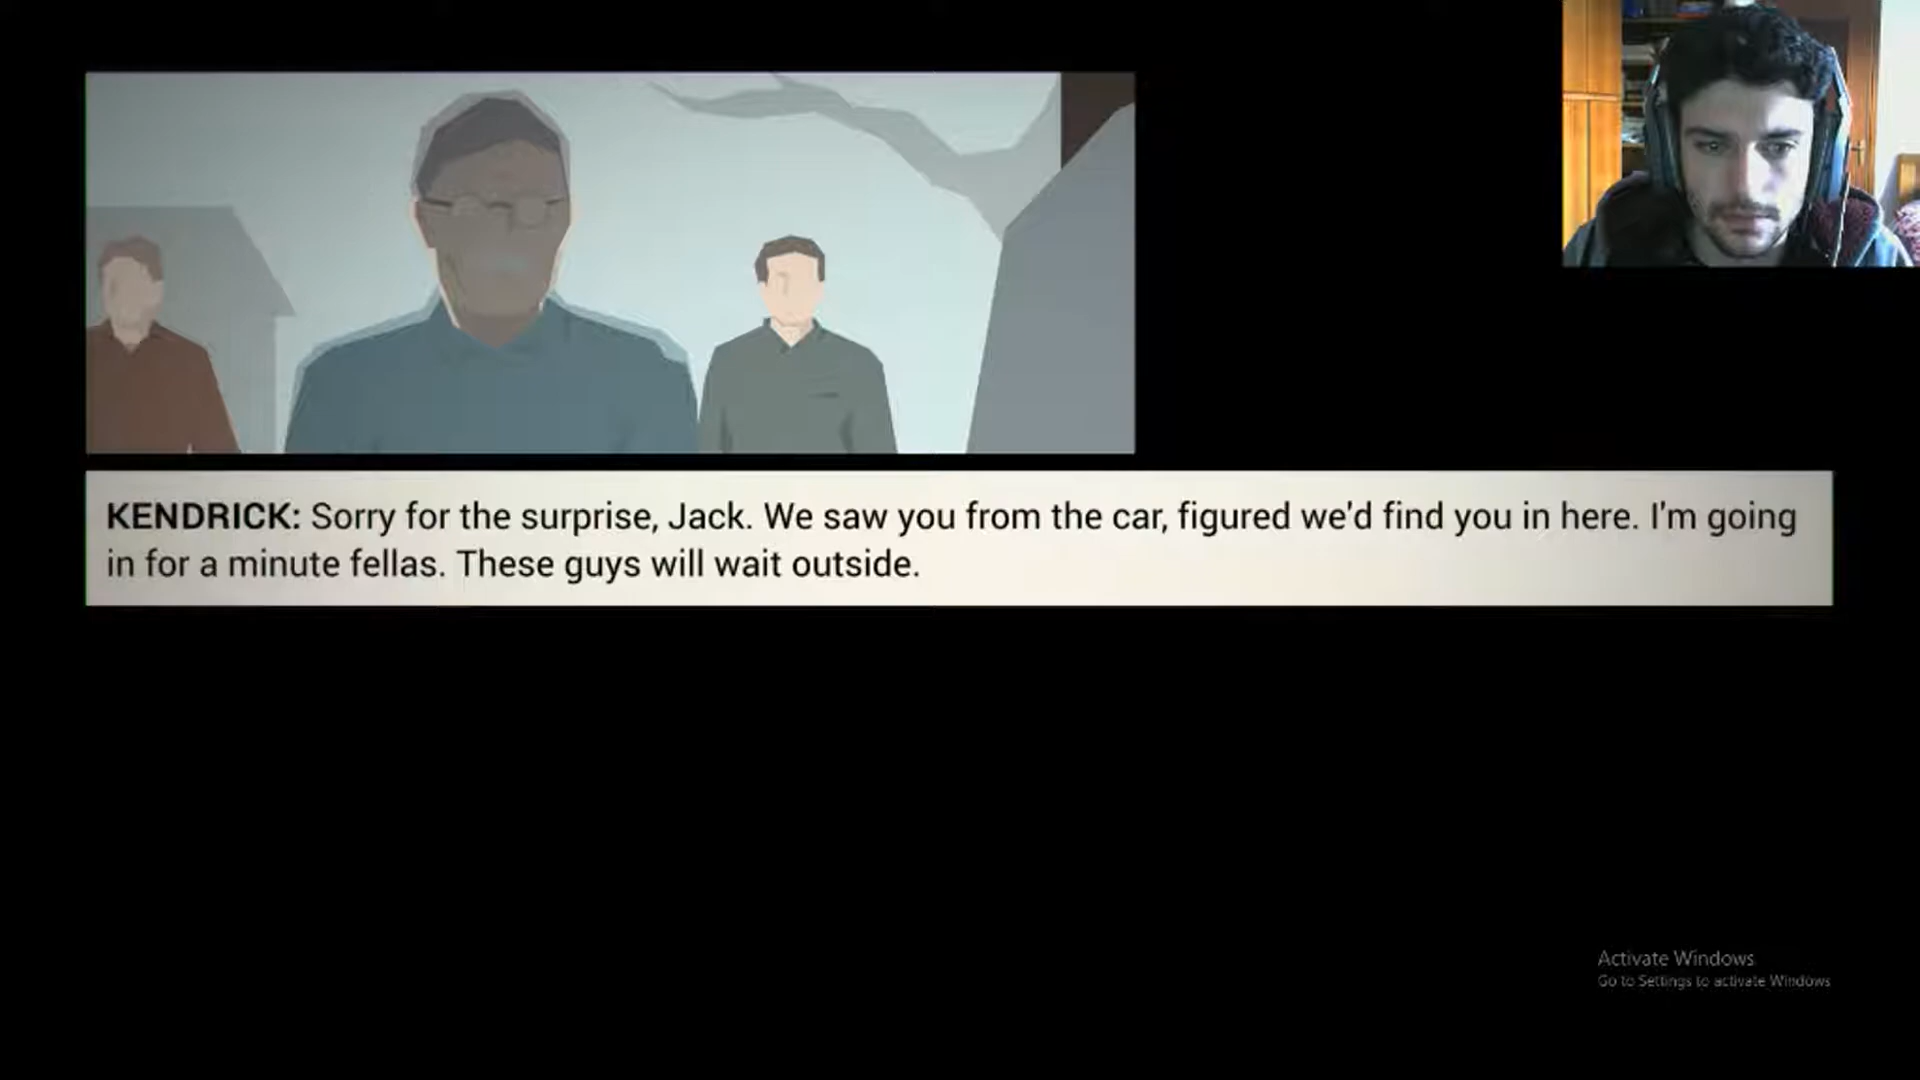 KENDRICK: Sorry for the surprise, Jack. We saw you from the car, figured we'd find you in here. I'm going
in for a minute fellas. These guys will wait outside.
Activate Windows
Go to Settings to activate Windows